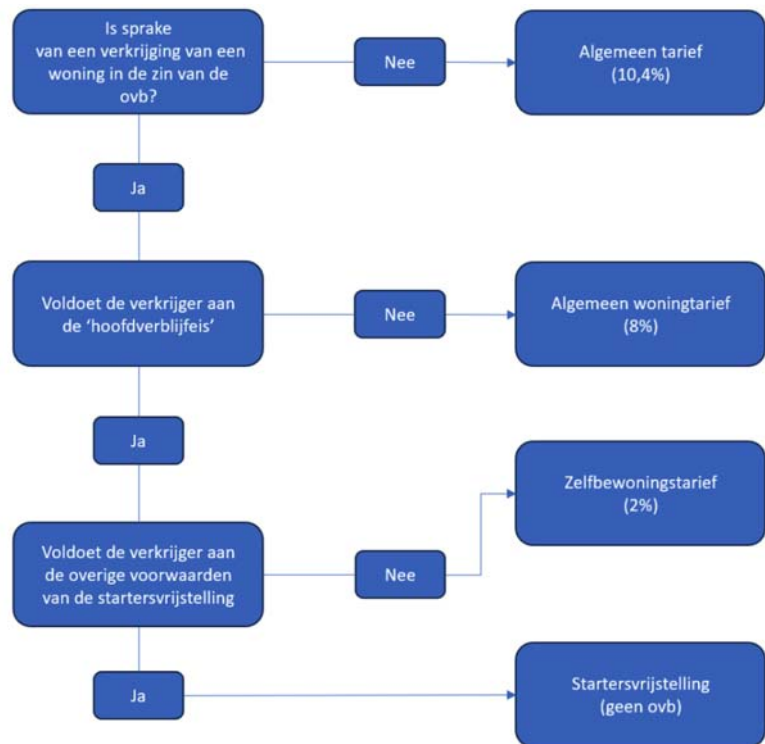 Is sprake
van een verkrijging van een
woning in de zin van de
ovb?
Nee
Algemeen tarief
(10,4%)
Ja
Voldoet de verkrijger aan
de ‘hoofdverblijfeis’
Nee
Algemeen woningtarief
(8%)
Ja
Zelfbewoningstarief
(2%)
Voldoet de verkrijger aan
de overige voorwaarden
van de startersvrijstelling
Nee
Ja
Startersvrijstelling
(geen ovb)